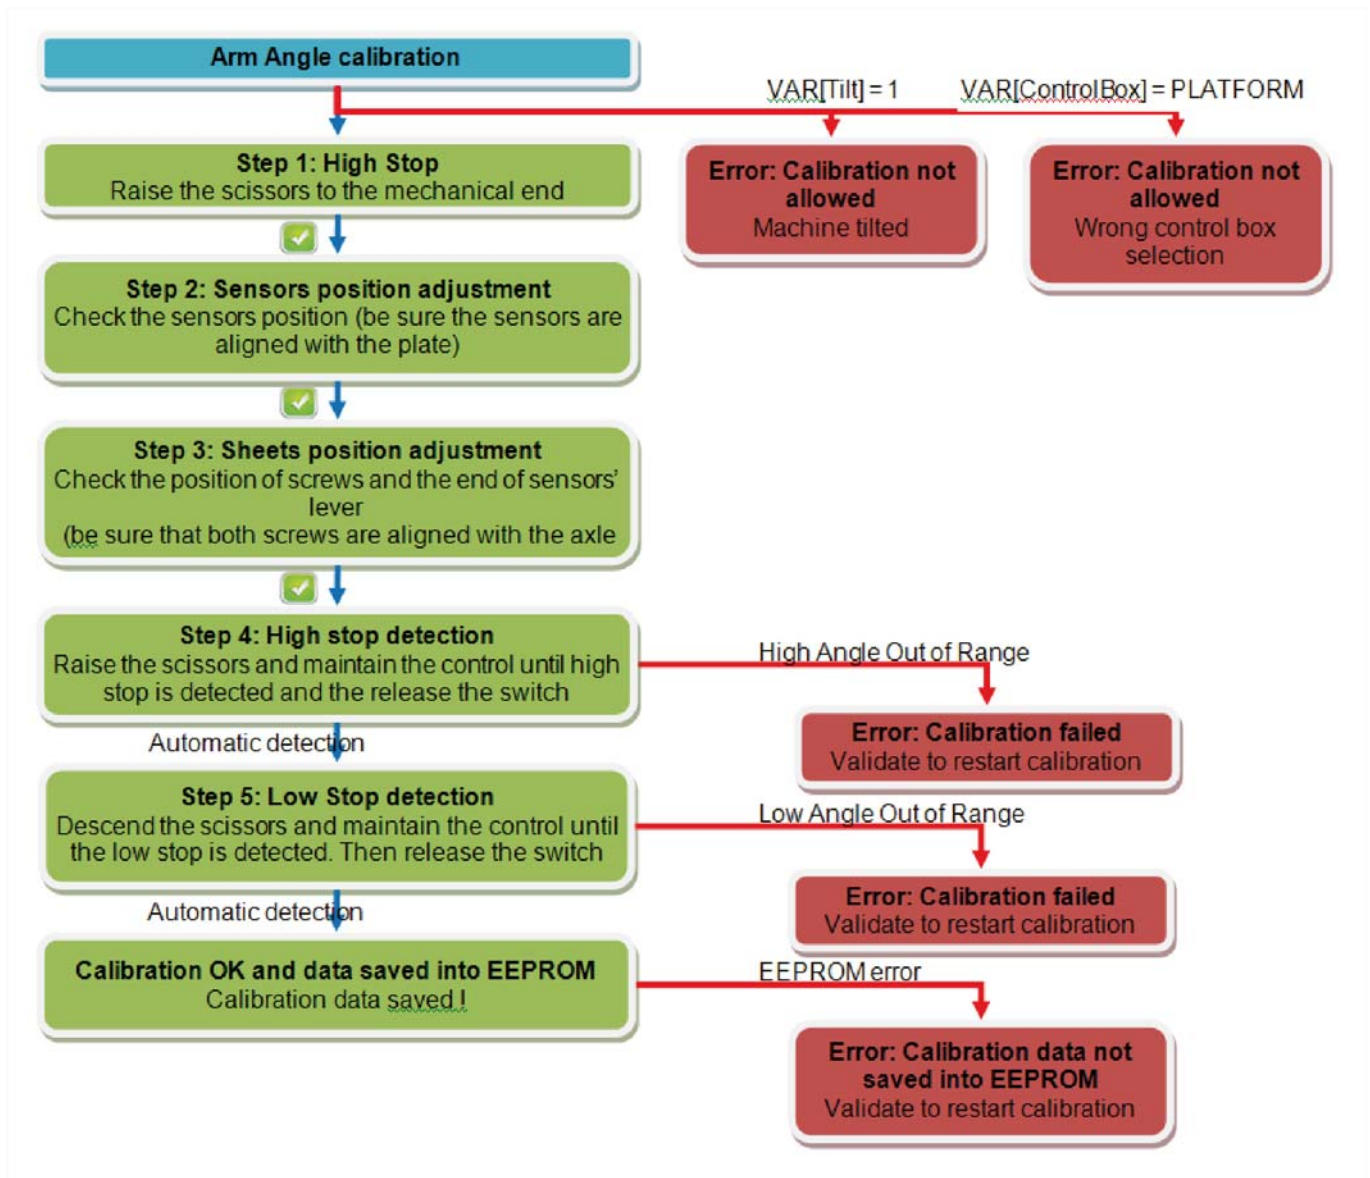 Arm Angle calibration
VAR[Tilt] = 1
VAR[ControlBox] = PLATFORM
Step 1: High Stop
Raise the scissors to the mechanical end
Error: Calibration not
allowed
Machine tilted
Error: Calibration not
allowed
Wrong control box
selection
Step 2: Sensors position adjustment
Check the sensors position (be sure the sensors are
aligned with the plate)
Step 3: Sheets position adjustment
Check the position of screws and the end of sensors’
lever
(be sure that both screws are aligned with the axle
Step 4: High stop detection
Raise the scissors and maintain the control until high
stop is detected and the release the switch
High Angle Out of Range
Error: Calibration failed
Validate to restart calibration
Automatic detection
Step 5: Low Stop detection
Descend the scissors and maintain the control until
the low stop is detected. Then release the switch
Low Angle Out of Range
Error: Calibration failed
Validate to restart calibration
Automatic detection
Calibration OK and data saved into EEPROM
Calibration data saved !
EEPROM error
Error: Calibration data not
saved into EEPROM
Validate to restart calibration